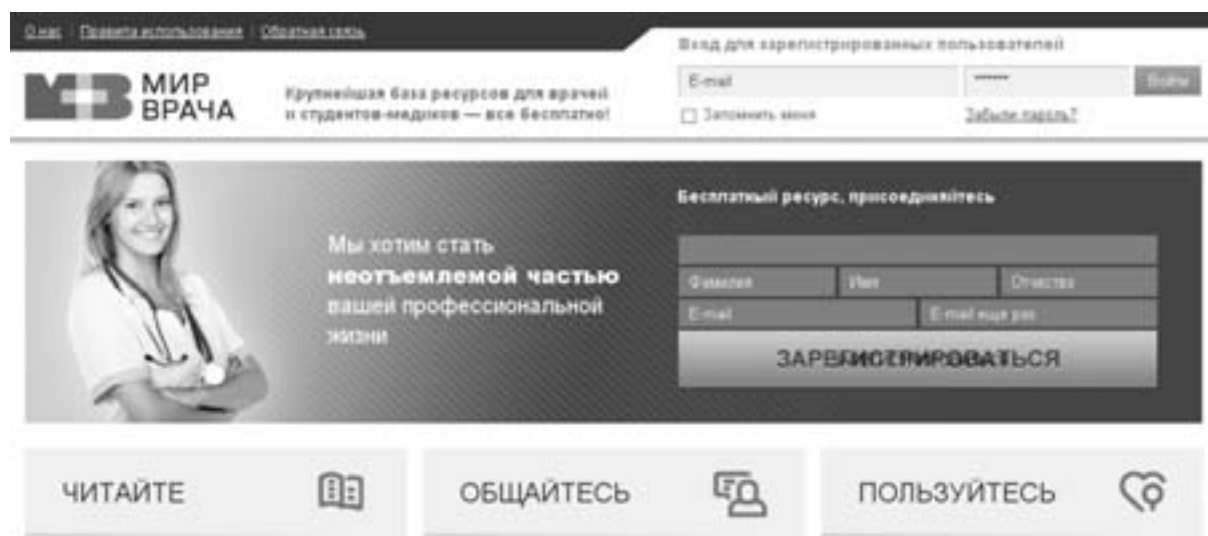 О нас | Правила использования | Обратная связь
Вход для зарегистрированных пользователей
МИР
ВРАЧА
Крупнейшая база ресурсов для врачей
и студентов-медиков — все бесплатно!
E-mail
Войти
Запомнить меня
Забыли пароль?
Бесплатный ресурс, присоединяйтесь
Мы хотим стать
неотъемлемой частью
вашей профессиональной
жизни
Фамилия Имя Отчество
E-mail E-mail еще раз
ЗАРЕГИСТРИРОВАТЬСЯ
ЧИТАЙТЕ ОБЩАЙТЕСЬ ПОЛЬЗУЙТЕСЬ